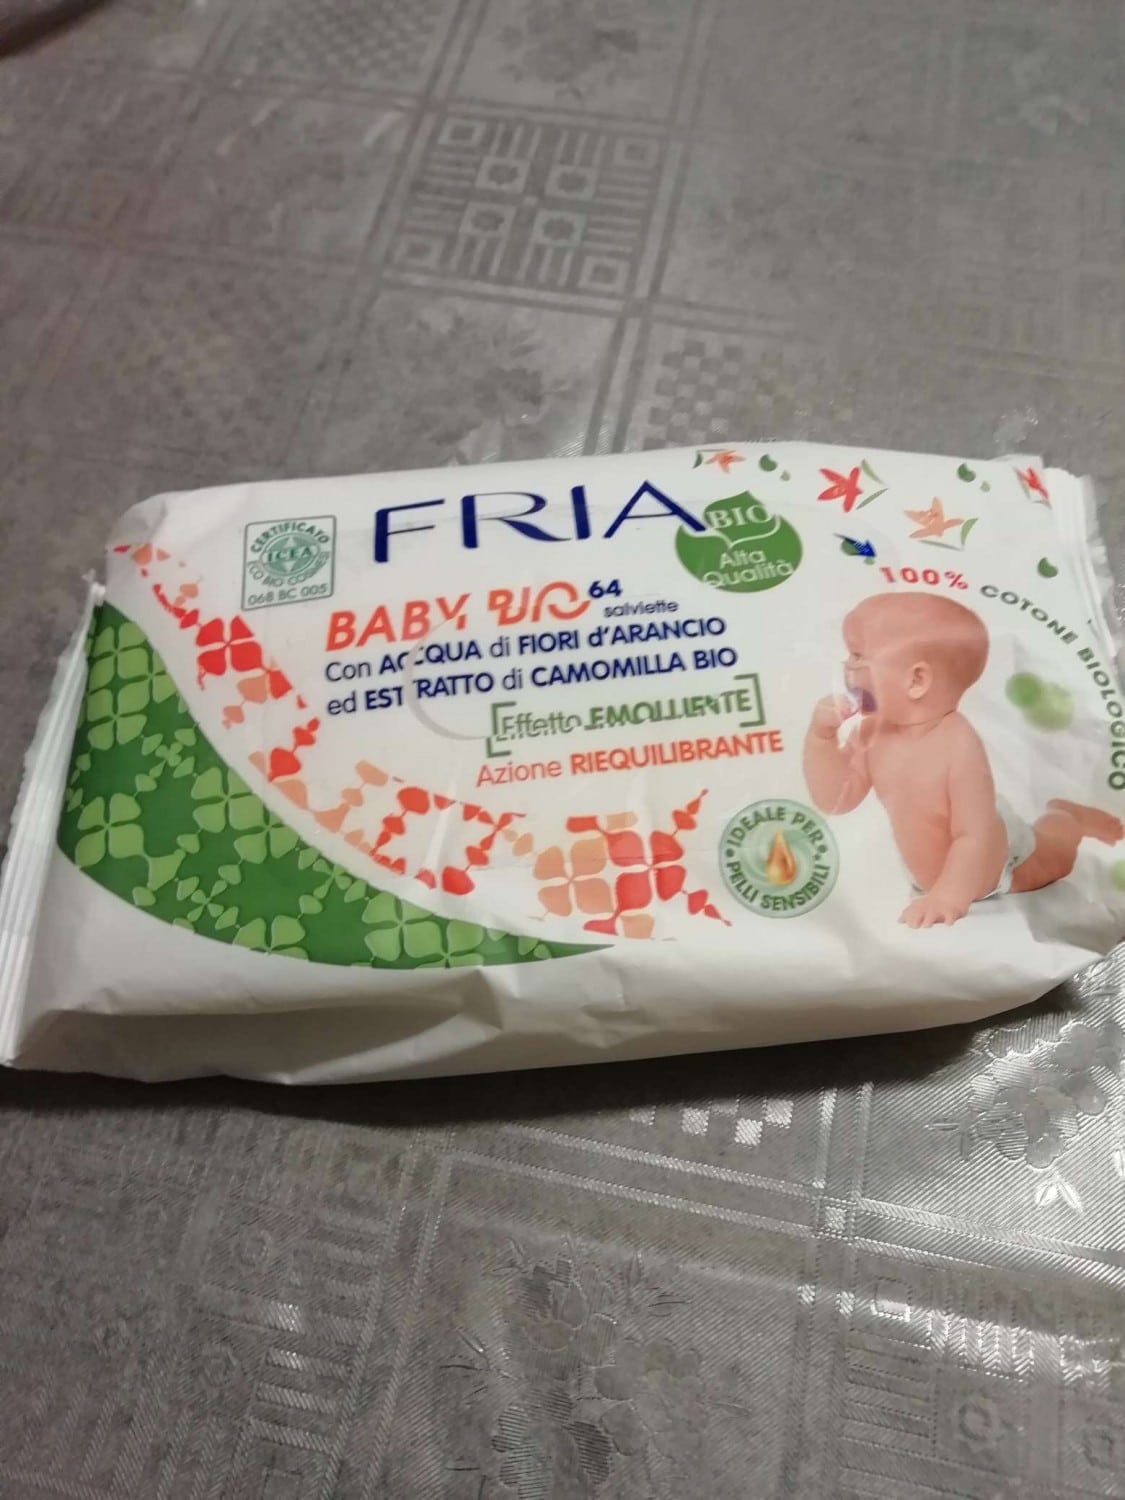 FRIA
CERTIFICATO
ICEA
068 BC 005
BIO
Alta
Qualità
BABY BIO 64
salviette
Con ACQUA di FIORI d'ARANCIO
ed ESTRATTO di CAMOMILLA BIO
Effetto EMOLLIENTE
Azione RIEQUILIBRANTE
100% COTONE BIOLOGICO
IDEALE PER
PELLI SENSIBILI